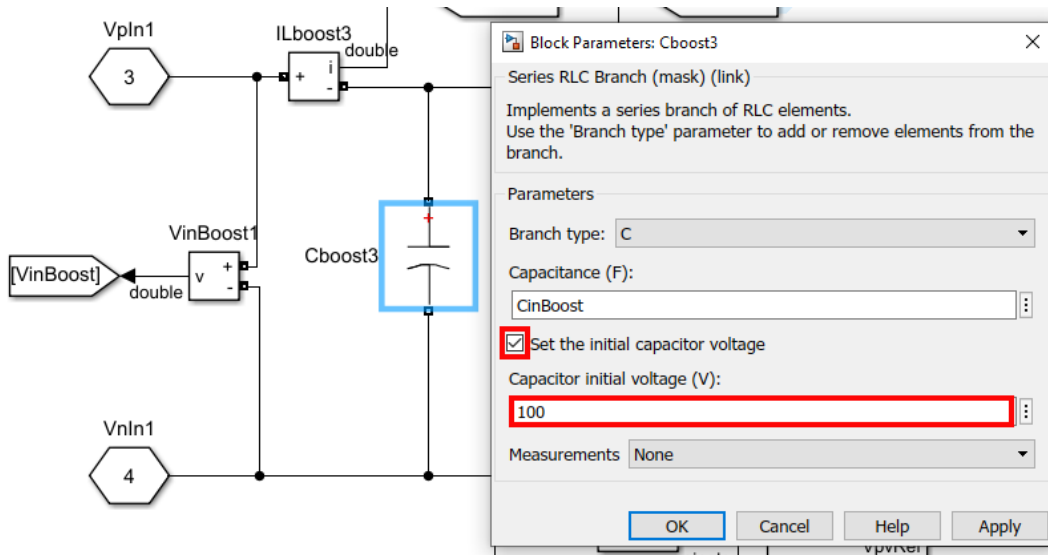 VpIn1
3
ILboost3
double
i
+
-
VinBoost1
[VinBoost]
v
+
-
double
Cboost3
+
VnIn1
4
Block Parameters: Cboost3
Series RLC Branch (mask) (link)
Implements a series branch of RLC elements.
Use the 'Branch type' parameter to add or remove elements from the
branch.
Parameters
Branch type: C
Capacitance (F):
CinBoost
Set the initial capacitor voltage
Capacitor initial voltage (V):
100
Measurements None
OK Cancel Help Apply